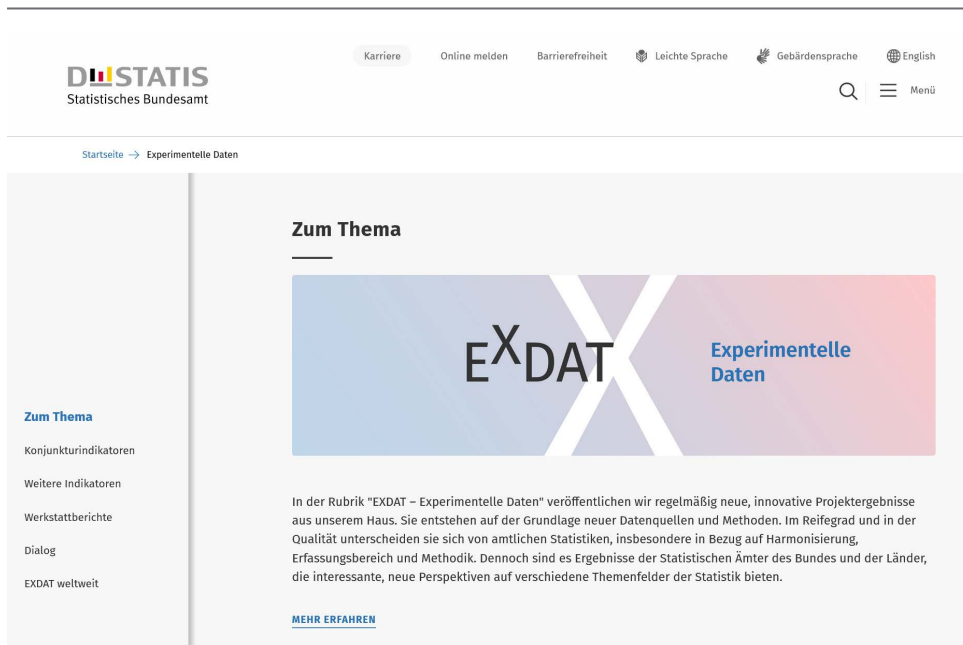 Karriere
Online melden
Barrierefreiheit
Leichte Sprache
Gebärdensprache
English
DESTATIS
Statistisches Bundesamt
Menü
Startseite → Experimentelle Daten
Zum Thema
Konjunkturindikatoren
Weitere Indikatoren
Werkstattberichte
Dialog
EXDAT weltweit
Zum Thema
EXDAT
Experimentelle
Daten
In der Rubrik "EXDAT – Experimentelle Daten" veröffentlichen wir regelmäßig neue, innovative Projektergebnisse
aus unserem Haus. Sie entstehen auf der Grundlage neuer Datenquellen und Methoden. Im Reifegrad und in der
Qualität unterscheiden sie sich von amtlichen Statistiken, insbesondere in Bezug auf Harmonisierung,
Erfassungsbereich und Methodik. Dennoch sind es Ergebnisse der Statistischen Ämter des Bundes und der Länder,
die interessante, neue Perspektiven auf verschiedene Themenfelder der Statistik bieten.
MEHR ERFAHREN